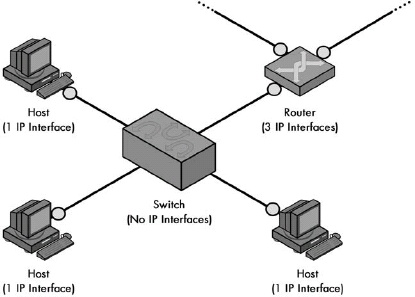 Host
(1 IP Interface)
Router
(3 IP Interfaces)
Switch
(No IP Interfaces)
Host
(1 IP Interface)
Host
(1 IP Interface)